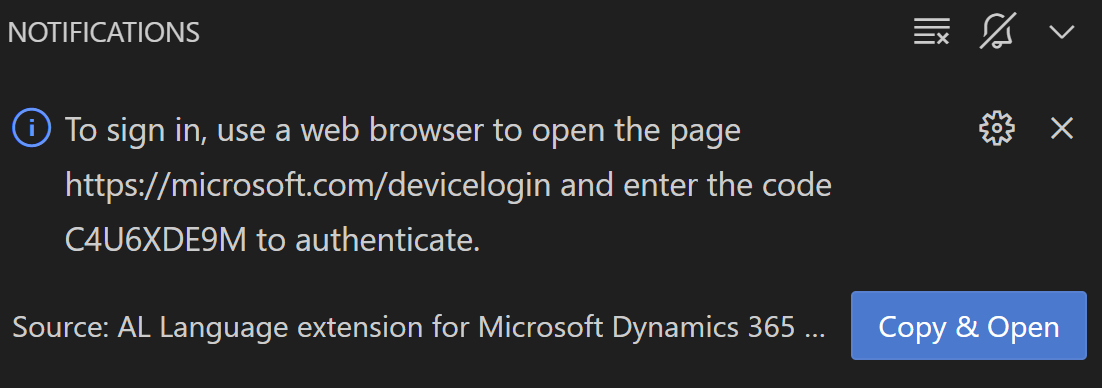 NOTIFICATIONS
To sign in, use a web browser to open the page
https://microsoft.com/devicelogin and enter the code
C4U6XDE9M to authenticate.
Source: AL Language extension for Microsoft Dynamics 365 ...
Copy & Open